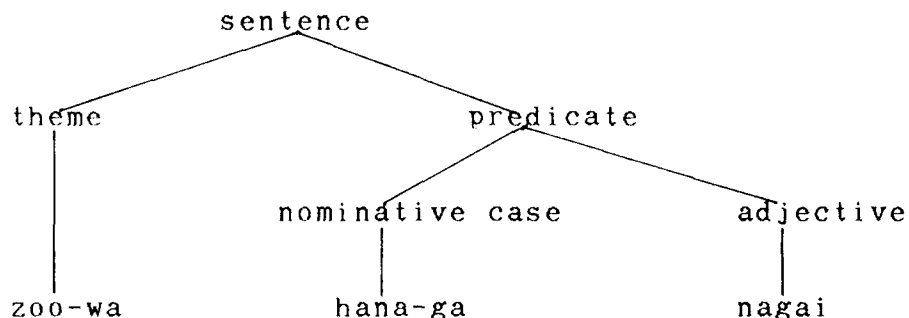 sentence
theme predicate
nominative case adjective
zoo-wa hana-ga nagai